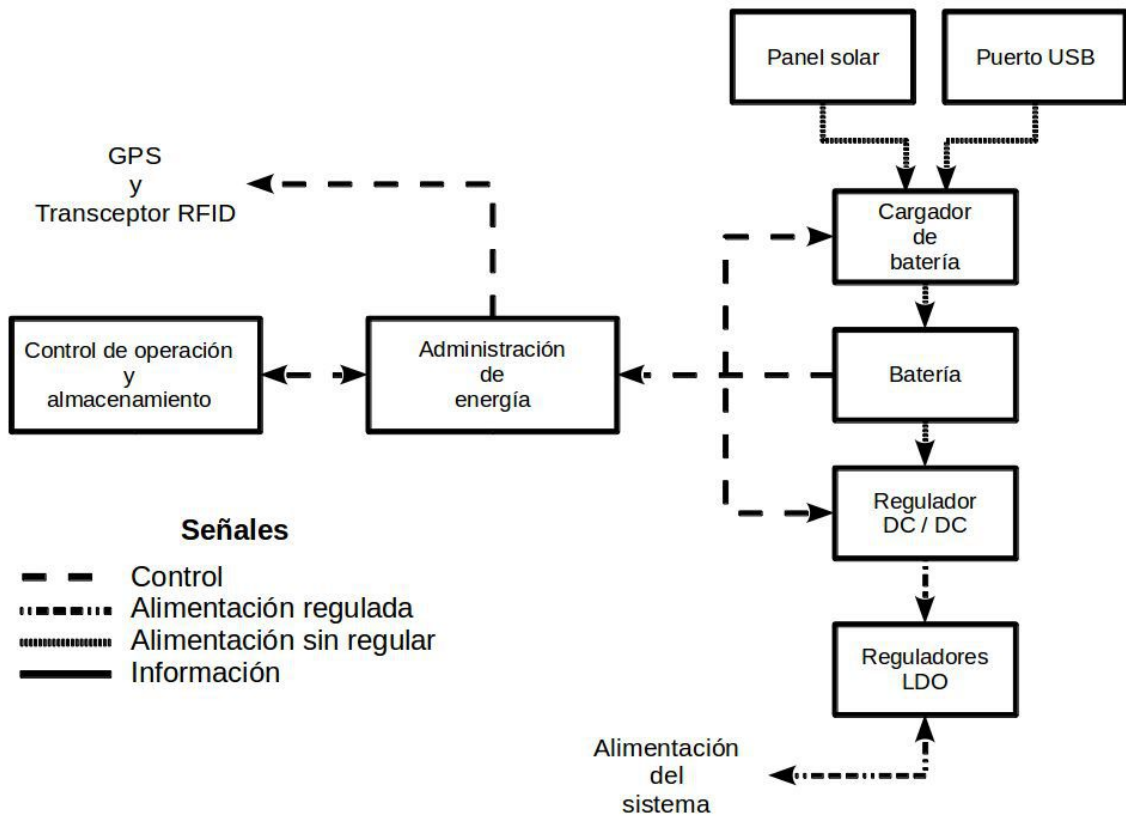 Panel solar
Puerto USB
GPS
y
Transceptor RFID
Cargador
de
batería
Control de operación
y
almacenamiento
Administración
de
energía
Batería
Regulador
DC / DC
Señales
Control
Alimentación regulada
Alimentación sin regular
Información
Reguladores
LDO
Alimentación
del
sistema